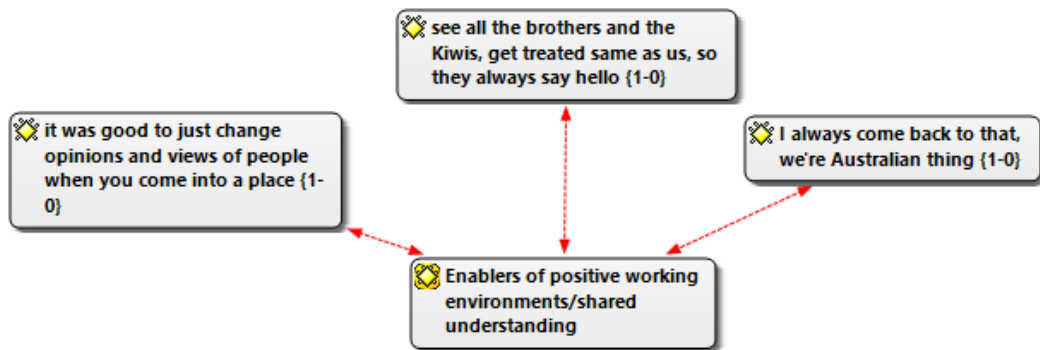 see all the brothers and the
Kiwis, get treated same as us, so
they always say hello {1-0}
it was good to just change
opinions and views of people
when you come into a place {1-
0}
I always come back to that,
we're Australian thing {1-0}
Enablers of positive working
environments/shared
understanding